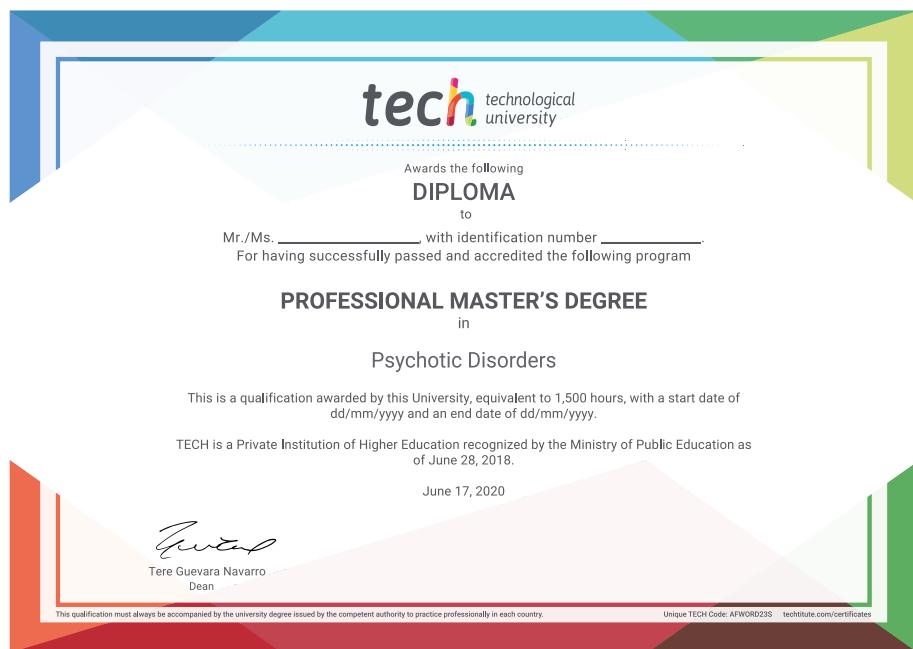 tech technological
university
Awards the following
DIPLOMA
to
Mr./Ms. ________________, with identification number ____________.
For having successfully passed and accredited the following program
PROFESSIONAL MASTER'S DEGREE
in
Psychotic Disorders
This is a qualification awarded by this University, equivalent to 1,500 hours, with a start date of
dd/mm/yyyy and an end date of dd/mm/yyyy.
TECH is a Private Institution of Higher Education recognized by the Ministry of Public Education as
of June 28, 2018.
June 17, 2020
Tere Guevara Navarro
Dean
This qualification must always be accompanied by the university degree issued by the competent authority to practice professionally in each country. Unique TECH Code: AFWORD23S techtitute.com/certificates